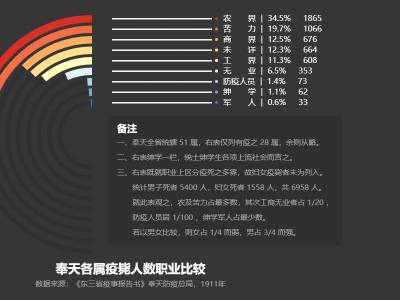 农 界 | 34.5% 1865
苦 力 | 19.7% 1066
商 界 | 12.5% 676
未 详 | 12.3% 664
工 界 | 11.3% 608
无 业 | 6.5% 353
防疫人员 | 1.4% 73
绅 学 | 1.1% 62
军 人 | 0.6% 33
备注
一、奉天全省统辖 51 属，右表仅列有疫之 28 属，余则从略。
二、右表绅学一栏，统士绅学生各项上流社会而言之。
三、右表既就职业上区分疫死之多寡，故妇女疫毙者未为列入。
统计男子死者 5400 人，妇女死者 1558 人，共 6958 人。
就此表观之，农及苦力占最多数，其次工商无业者占 1/20，
防疫人员居 1/100，绅学军人占最少数。
若以男女比较，则女占 1/4 而弱，男占 3/4 而强。
奉天各属疫毙人数职业比较
数据来源：《东三省疫事报告书》奉天防疫总局，1911年